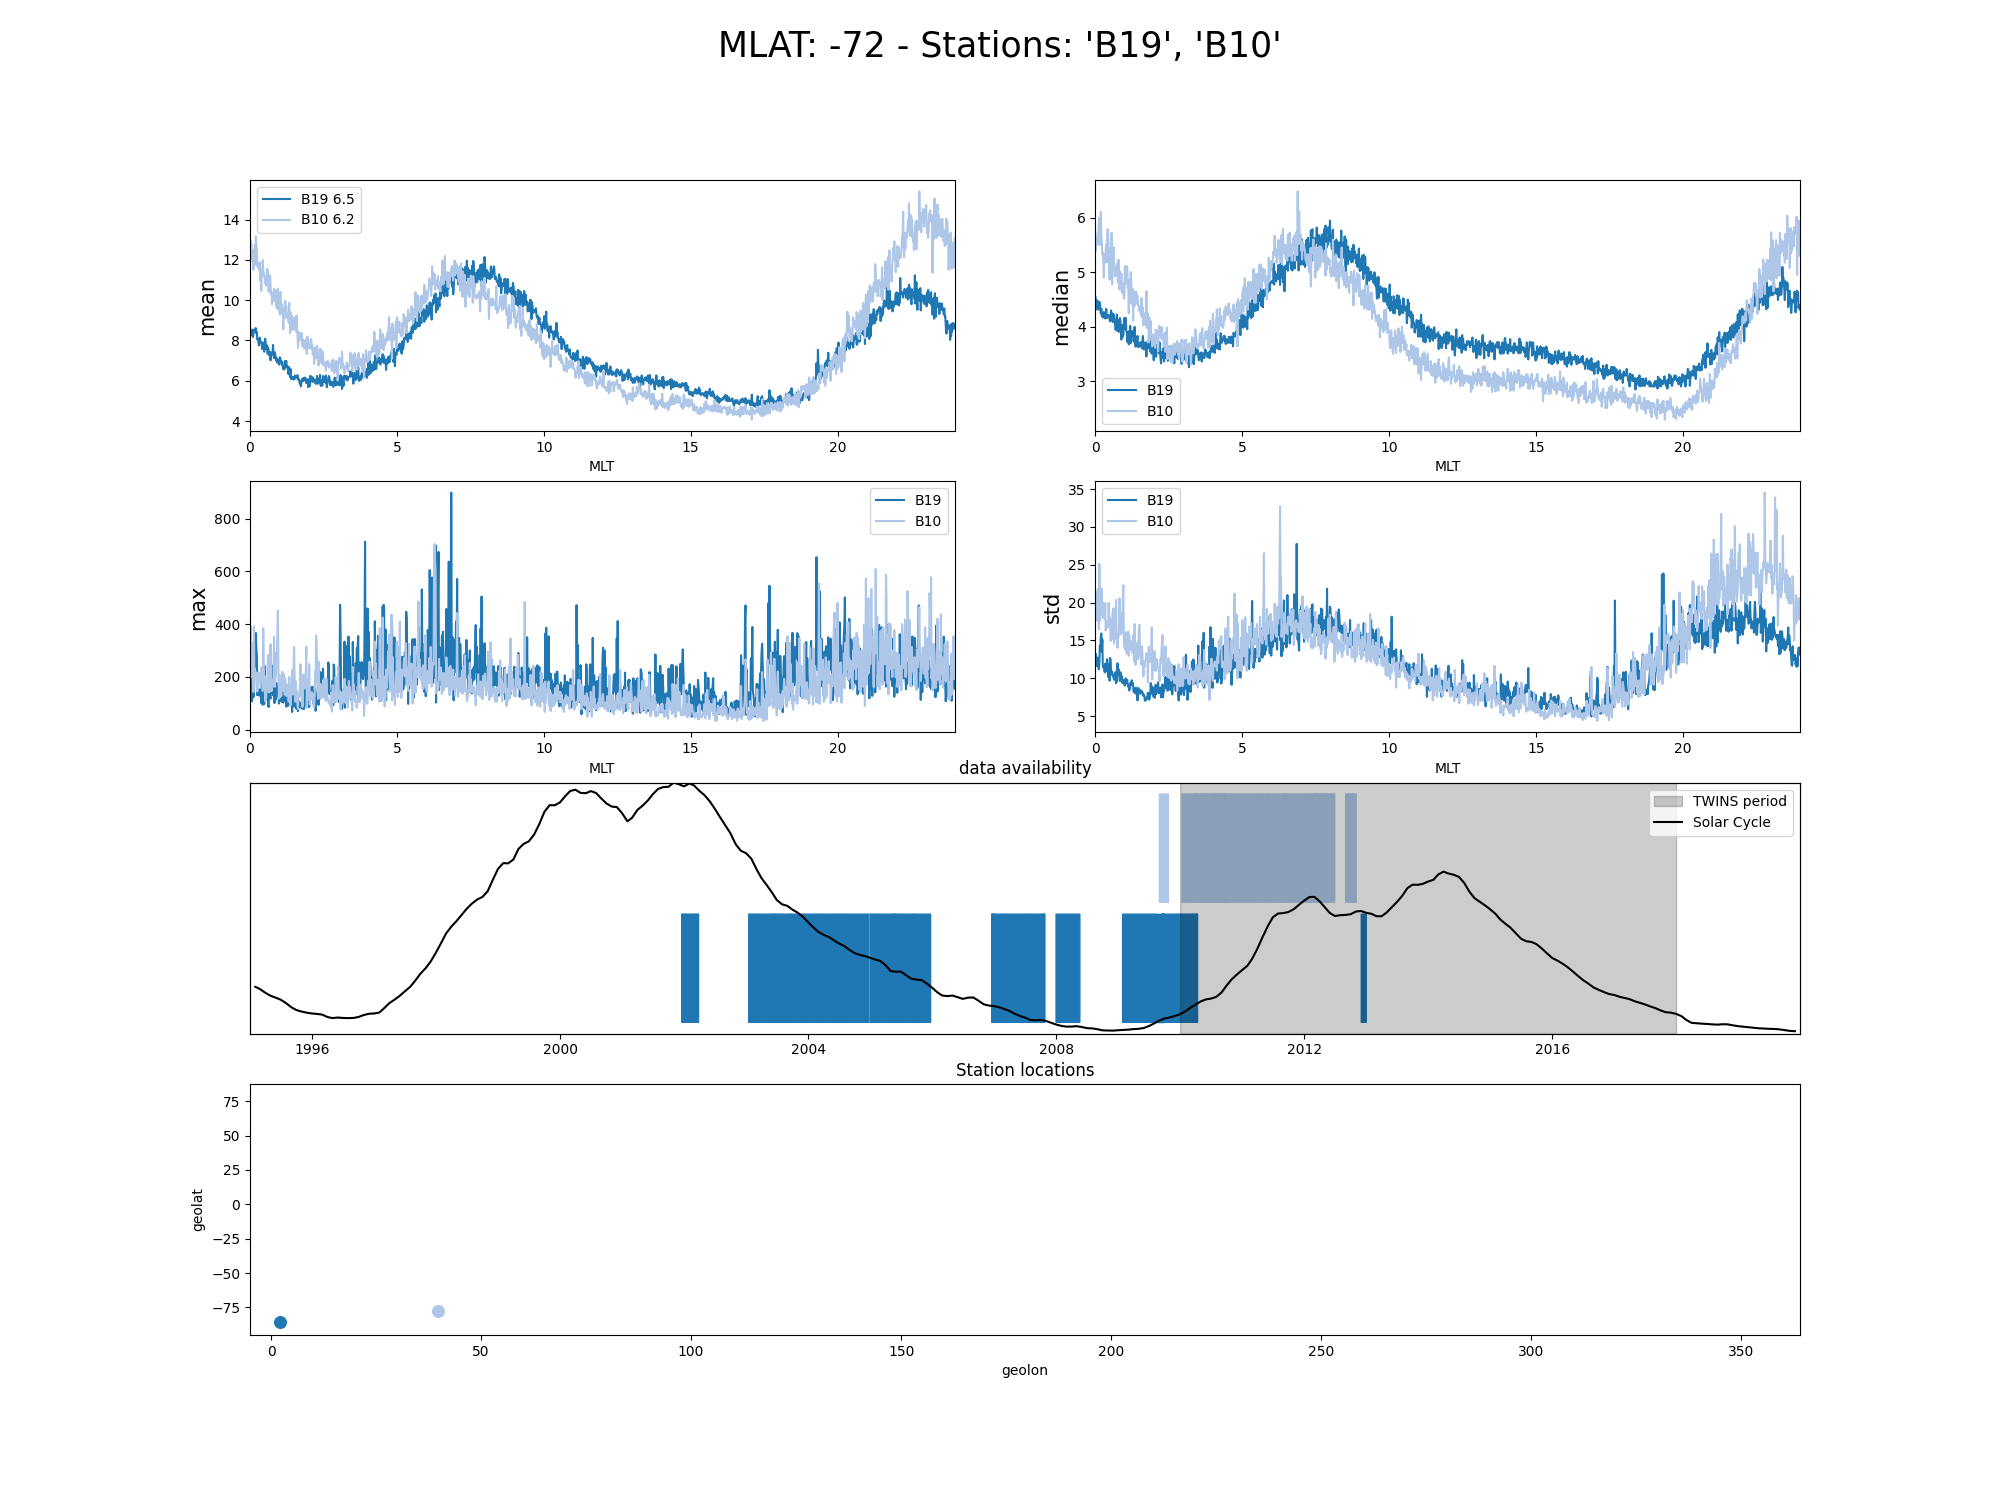 MLAT: -72 - Stations: 'B19', 'B10'
mean
14
12
10
8
6
4
B19 6.5
B10 6.2
0 5 10 15 20
MLT
median
6
5
4
3
B19
B10
0 5 10 15 20
MLT
max
800
600
400
200
0
B19
B10
0 5 10 15 20
MLT
std
35
30
25
20
15
10
5
B19
B10
0 5 10 15 20
MLT
data availability
TWINS period
Solar Cycle
1996 2000 2004 2008 2012 2016
Station locations
geolat
75
50
25
0
−25
−50
−75
0 50 100 150 200 250 300 350
geolon